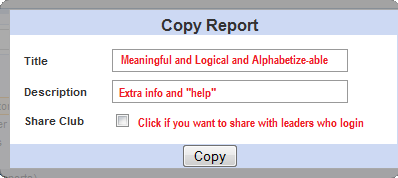 Copy Report
Title Meaningful and Logical and Alphabetize-able
Description Extra info and "help"
Share Club Click if you want to share with leaders who login
Copy